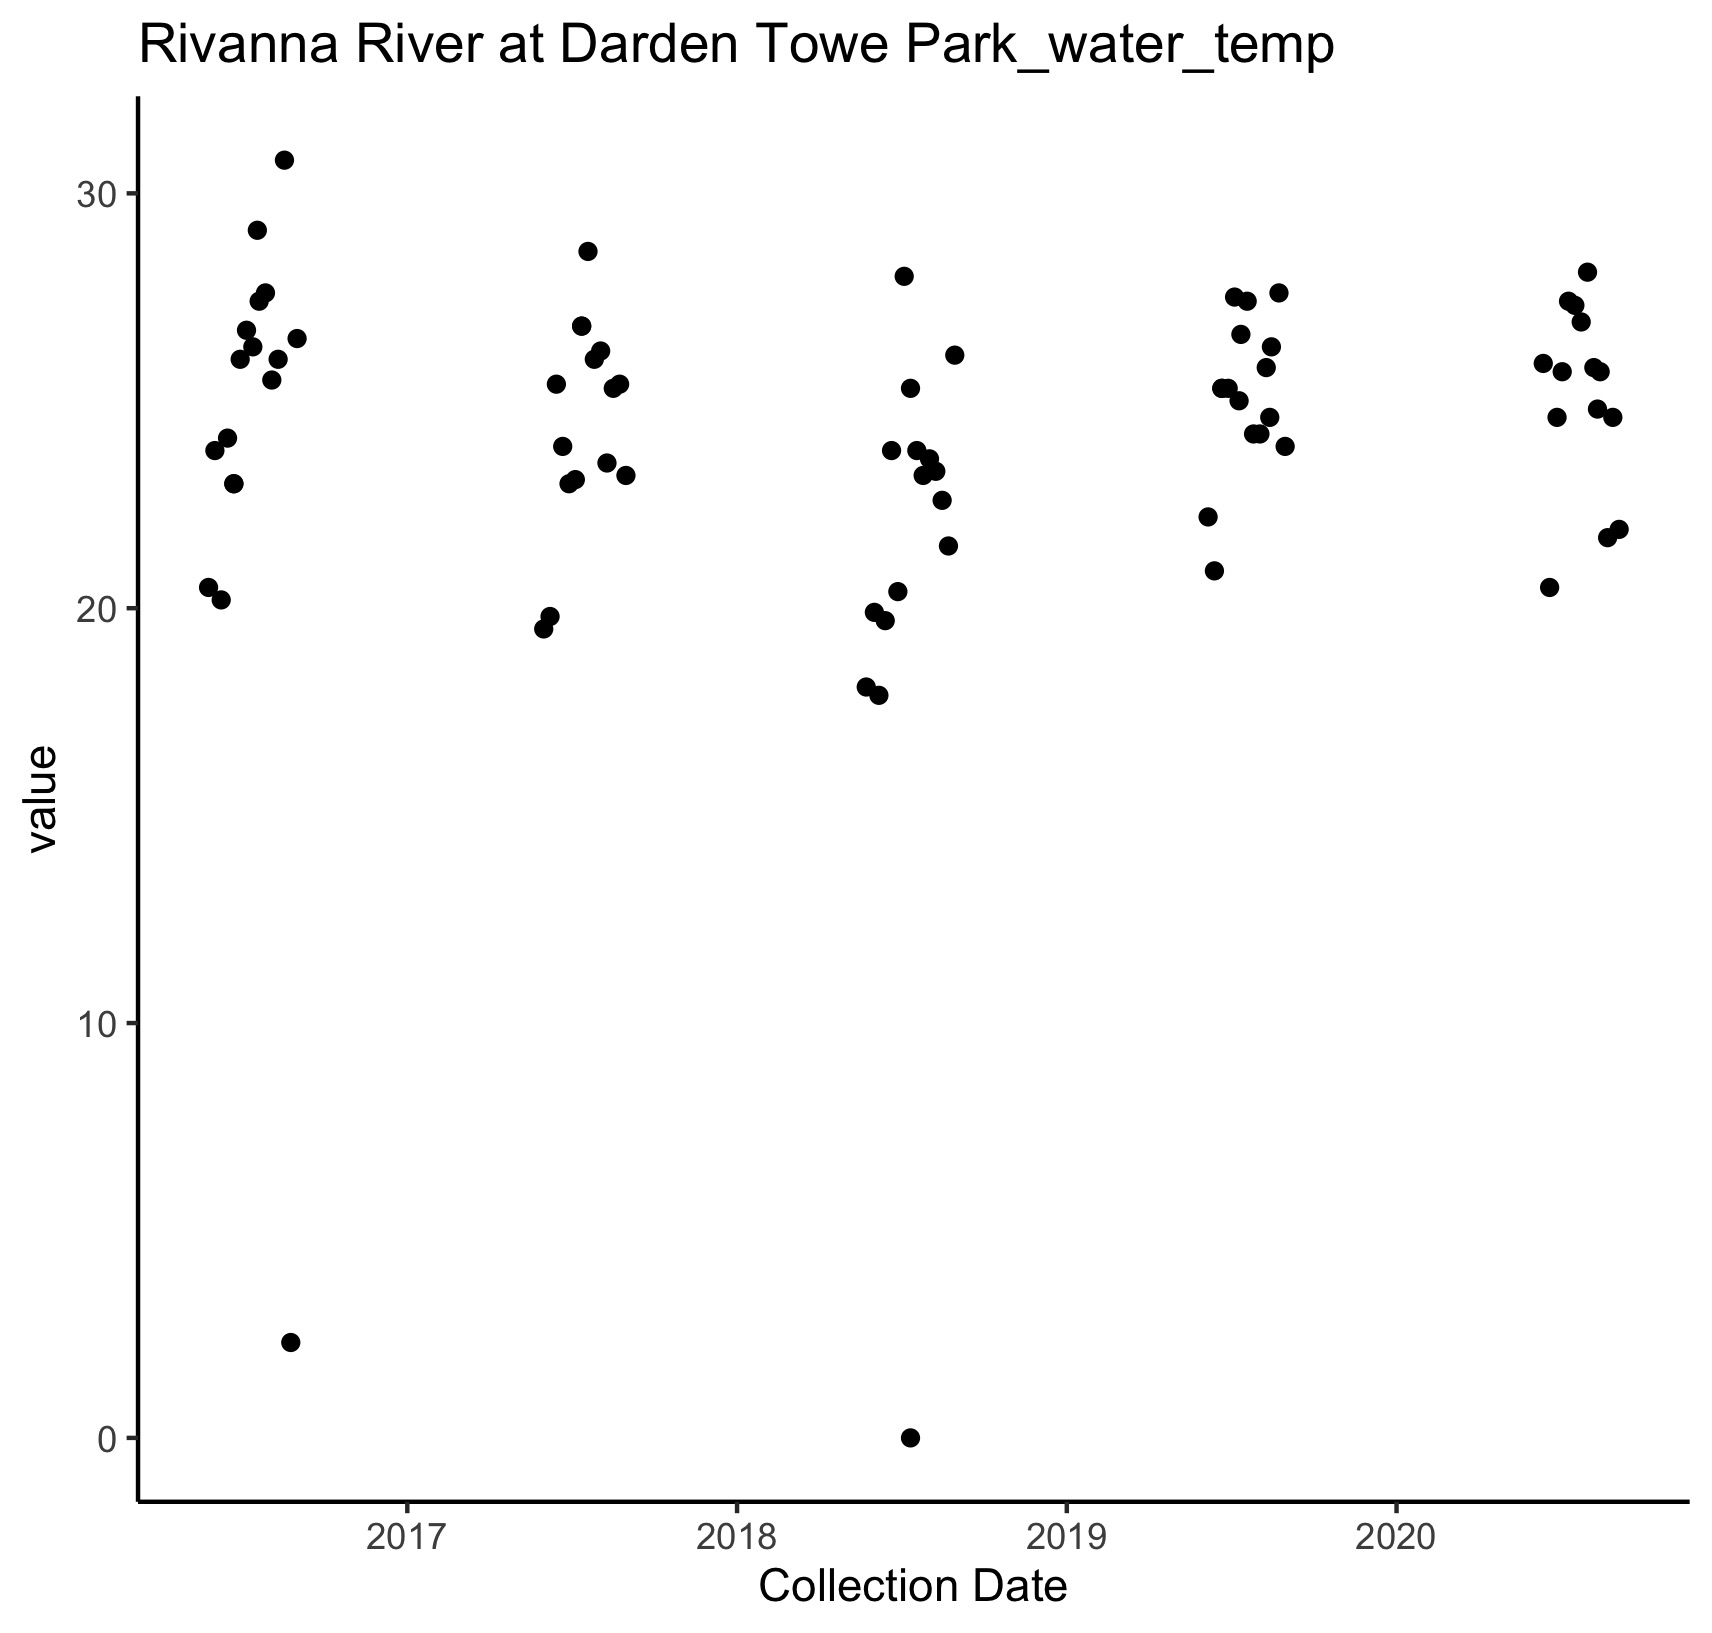 Rivanna River at Darden Towe Park_water_temp
30
20
10
0
value
2017 2018 2019 2020
Collection Date